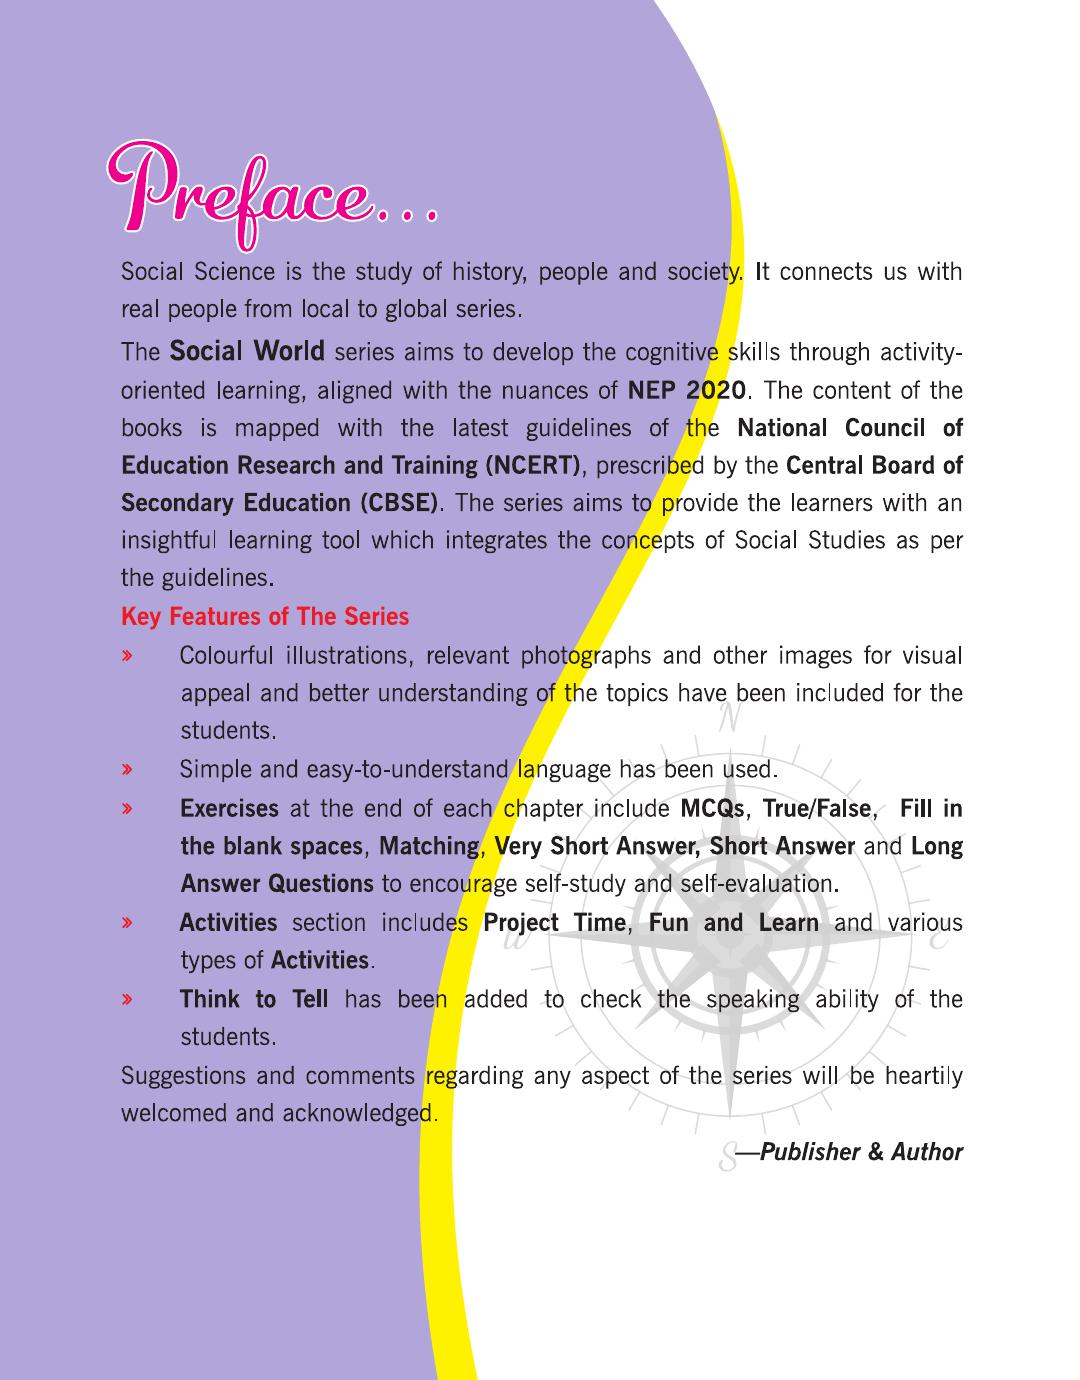 Preface...
Social Science is the study of history, people and society. It connects us with
real people from local to global series.
The Social World series aims to develop the cognitive skills through activity-
oriented learning, aligned with the nuances of NEP 2020. The content of the
books is mapped with the latest guidelines of the National Council of
Education Research and Training (NCERT), prescribed by the Central Board of
Secondary Education (CBSE). The series aims to provide the learners with an
insightful learning tool which integrates the concepts of Social Studies as per
the guidelines.
Key Features of The Series
» Colourful illustrations, relevant photographs and other images for visual
appeal and better understanding of the topics have been included for the
students.
» Simple and easy-to-understand language has been used.
» Exercises at the end of each chapter include MCQs, True/False, Fill in
the blank spaces, Matching, Very Short Answer, Short Answer and Long
Answer Questions to encourage self-study and self-evaluation.
» Activities section includes Project Time, Fun and Learn and various
types of Activities.
» Think to Tell has been added to check the speaking ability of the
students.
Suggestions and comments regarding any aspect of the series will be heartily
welcomed and acknowledged.
—Publisher & Author
N
W
E
S